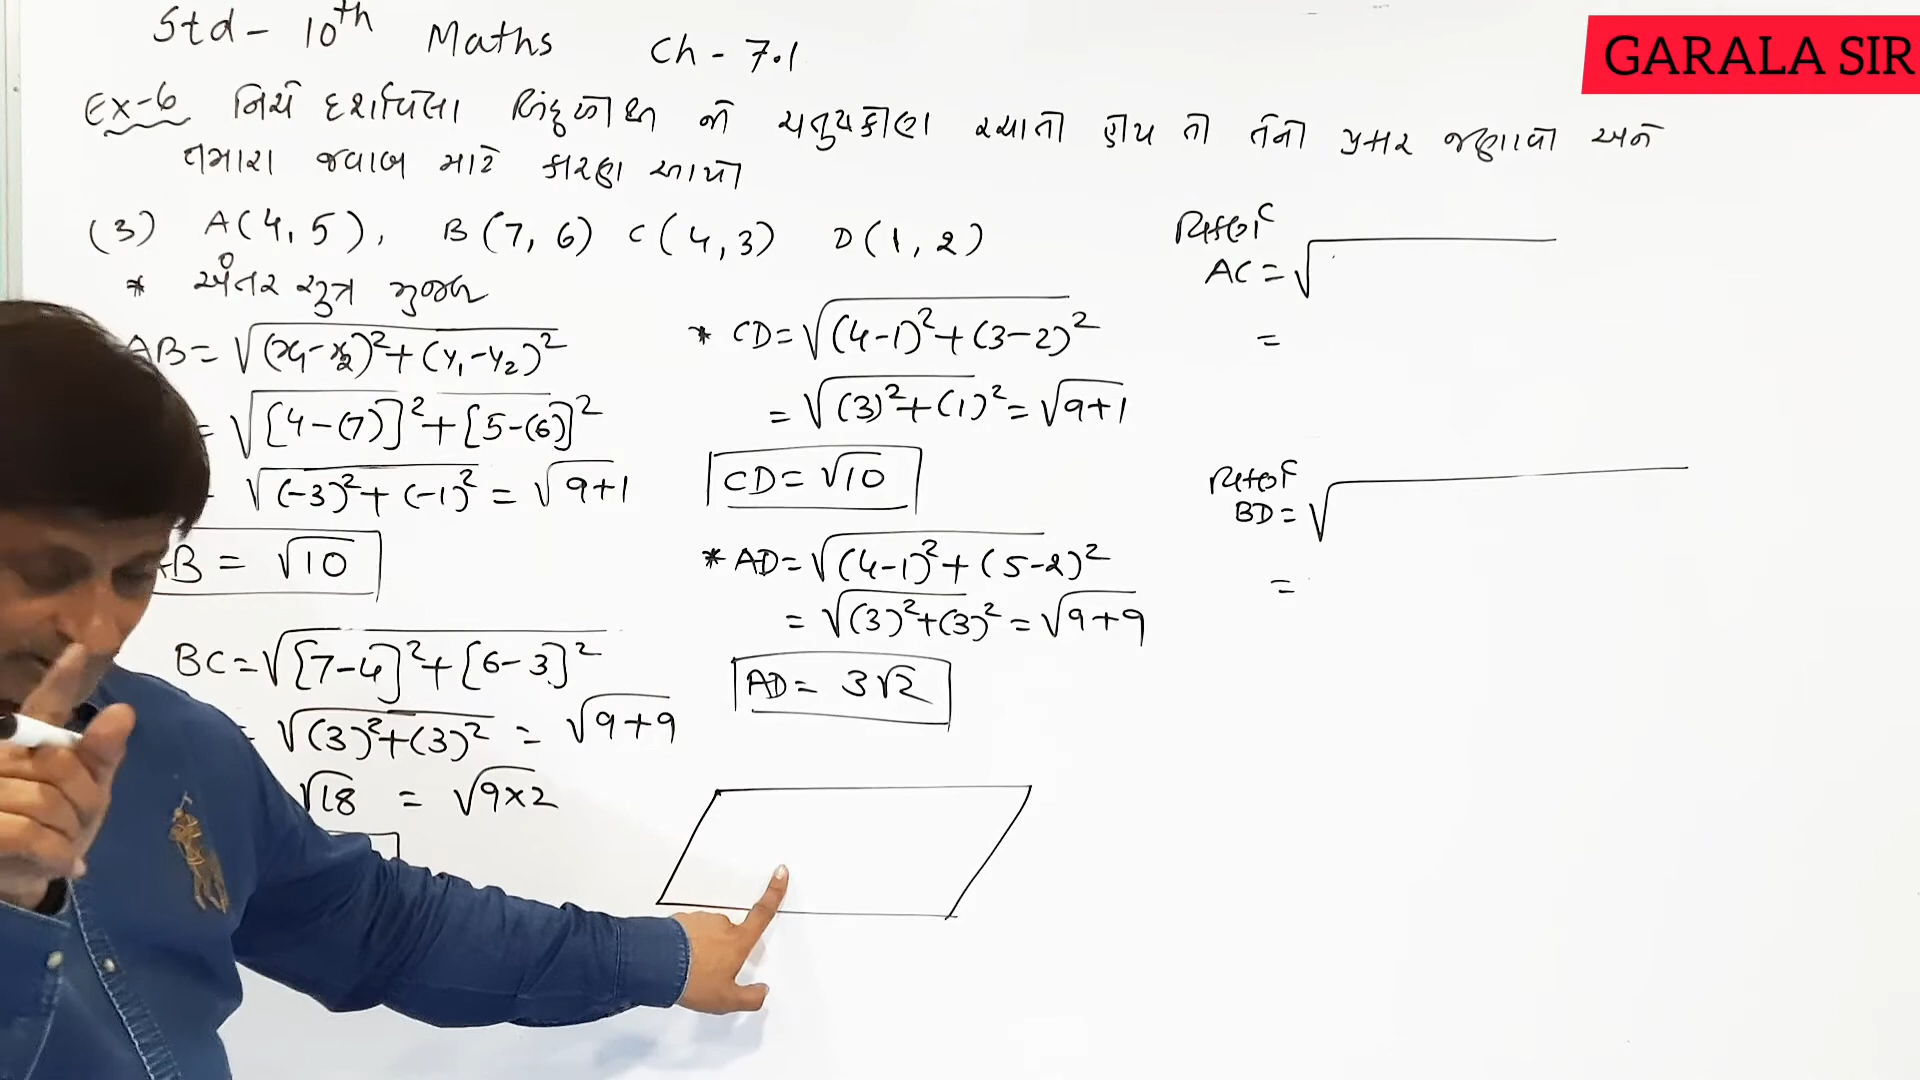 Std - 10th Maths Ch - 7.1
GARALA SIR
Ex-6 નીચે દર્શાવેલા બિંદુઓથી જો ચતુષ્કોણ રચાતો હોય તો તેનો પ્રકાર જણાવો અને
તમારા જવાબ માટે કારણ આપો
(3) A(4,5), B(7,6) C(4,3) D(1,2)
* અંતર સૂત્ર મુજબ
AB = √(x₁-x₂)²+(y₁-y₂)²
= √[4-(7)]²+[5-(6)]²
√(-3)²+(-1)² = √9+1
B = √10
BC = √[7-4]²+[6-3]²
= √(3)²+(3)² = √9+9
√18 = √9×2
* CD = √(4-1)²+(3-2)²
= √(3)²+(1)² = √9+1
CD = √10
* AD = √(4-1)²+(5-2)²
= √(3)²+(3)² = √9+9
AD = 3√2
વિકર્ણ
AC = √
=
વિકર્ણ
BD = √
=